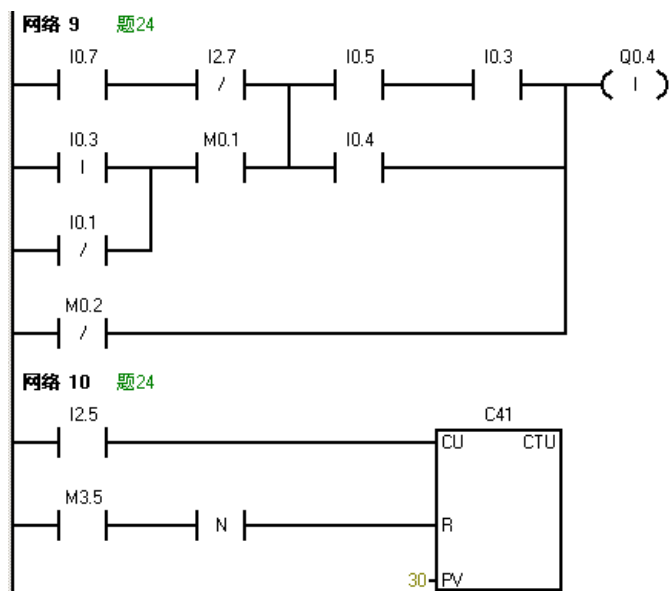 网络 9 题24
I0.7 I2.7 I0.5 I0.3 Q0.4
/ I
I0.3 M0.1 I0.4
I
I0.1
/
M0.2
/
网络 10 题24
I2.5 C41
CU CTU
M3.5
N R
30 PV